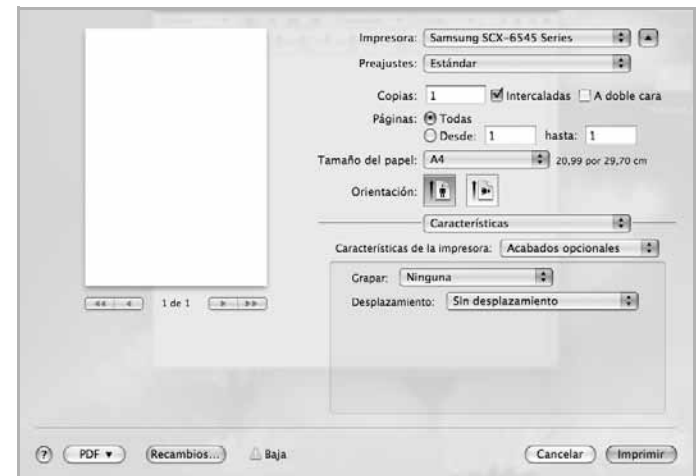 Impresora: Samsung SCX-6545 Series
Preajustes: Estándar
Copias: 1 Intercaladas A doble cara
Páginas: Todas
Desde: 1 hasta: 1
Tamaño del papel: A4 20,99 por 29,70 cm
Orientación:
Características
Características de la impresora: Acabados opcionales
Grapar: Ninguna
Desplazamiento: Sin desplazamiento
1 de 1
? PDF ▼ Recambios... Baja Cancelar Imprimir